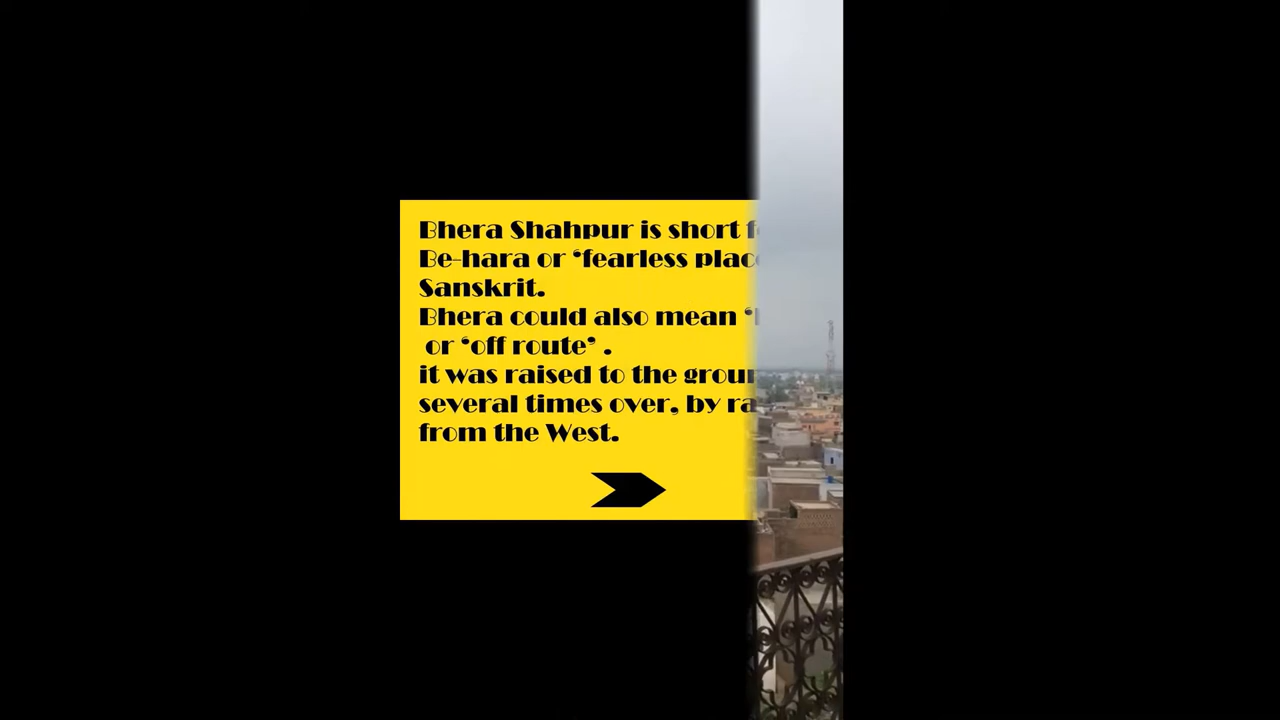 Bhera Shahpur is short
Be-hara or ‘fearless
Sanskrit.
Bhera could also mean
or ‘off route’ .
it was raised to the
several times over, by
from the West.